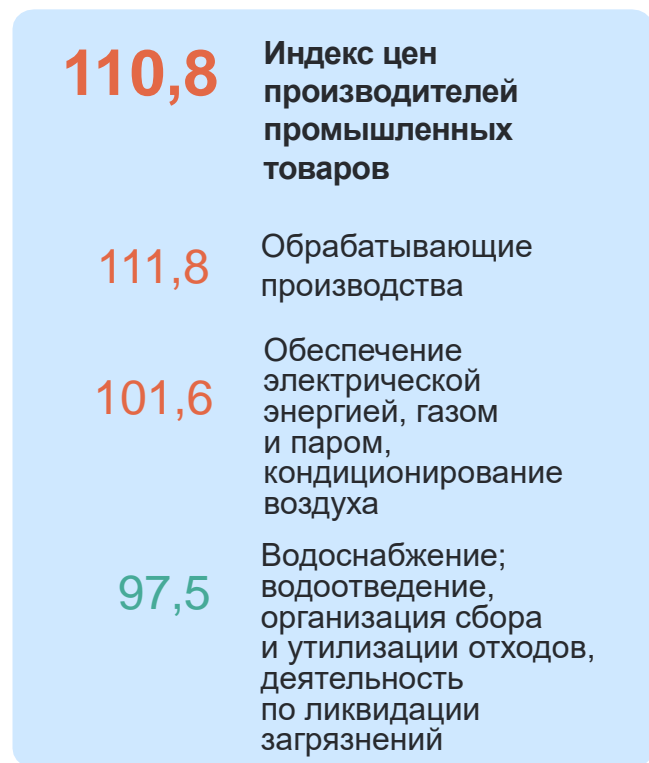 110,8
Индекс цен
производителей
промышленных
товаров
111,8
Обрабатывающие
производства
101,6
Обеспечение
электрической
энергией, газом
и паром,
кондиционирование
воздуха
97,5
Водоснабжение;
водоотведение,
организация сбора
и утилизации отходов,
деятельность
по ликвидации
загрязнений